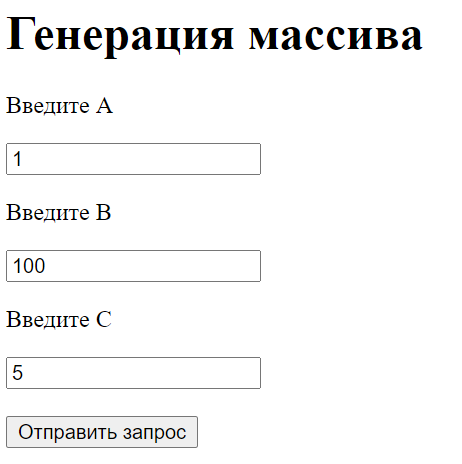 Генерация массива
Введите A
1
Введите B
100
Введите C
5
Отправить запрос